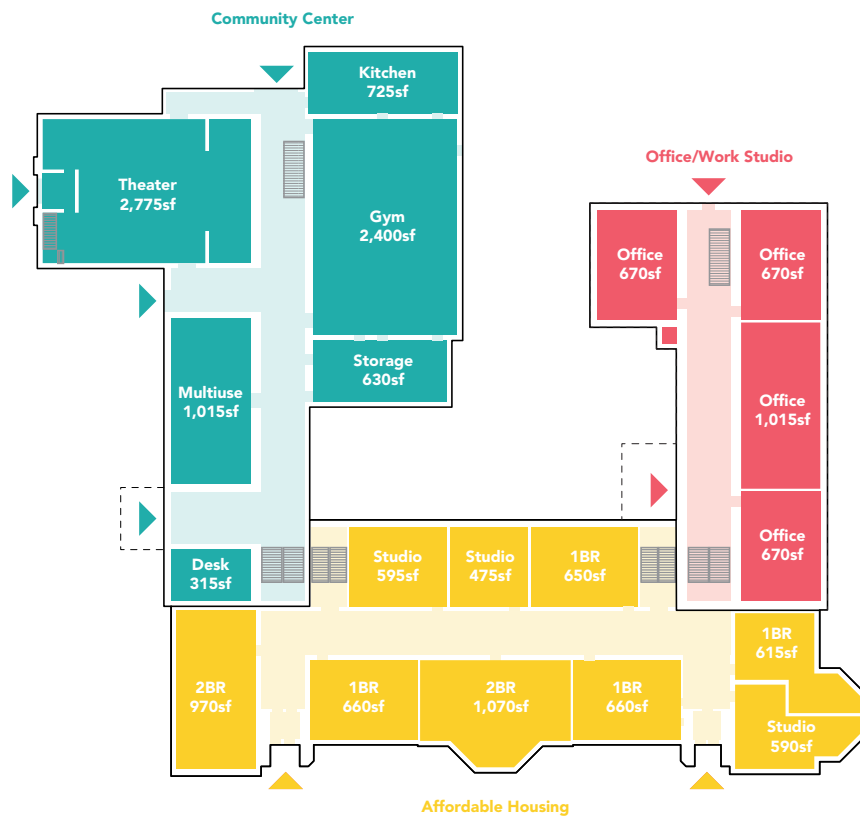 Community Center
Kitchen
725sf
Theater
2,775sf
Gym
2,400sf
Office/Work Studio
Office
670sf
Office
670sf
Storage
630sf
Multiuse
1,015sf
Office
1,015sf
Office
670sf
Desk
315sf
Studio
595sf
Studio
475sf
1BR
650sf
1BR
615sf
2BR
970sf
1BR
660sf
2BR
1,070sf
1BR
660sf
Studio
590sf
Affordable Housing